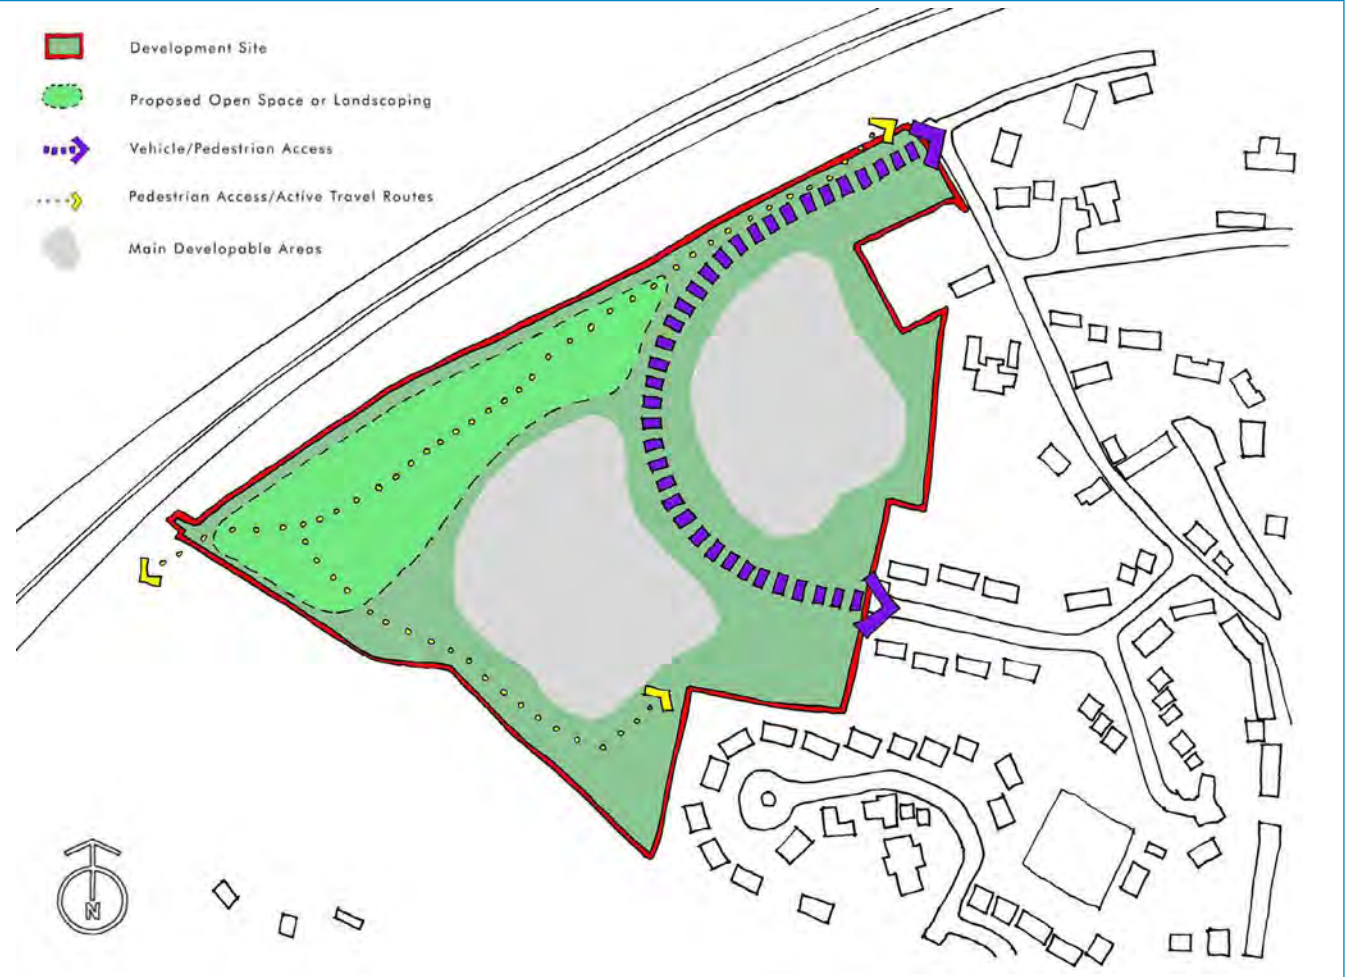 Development Site
Proposed Open Space or Landscaping
Vehicle/Pedestrian Access
Pedestrian Access/Active Travel Routes
Main Developable Areas
N